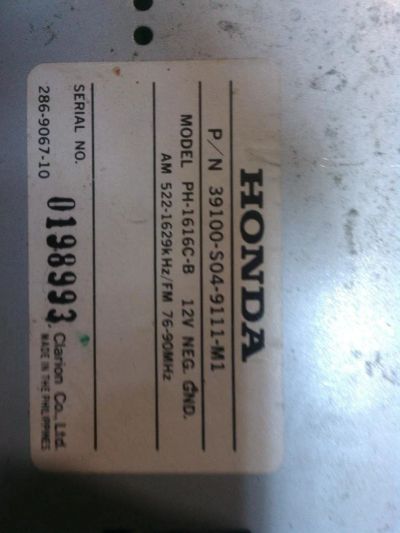 HONDA
P/N 39100-S04-9111-M1
MODEL PH-1616C-B 12V NEG. GND.
AM 522-1629kHz/FM 76-90MHz
SERIAL NO. 0198993
286-9067-10
Clarion Co., Ltd.
MADE IN THE PHILIPPINES